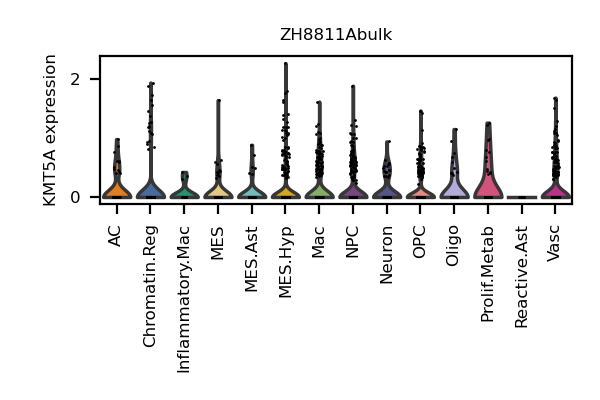 ZH8811Abulk
KMT5A expression
2
0
AC
Chromatin.Reg
Inflammatory.Mac
MES
MES.Ast
MES.Hyp
Mac
NPC
Neuron
OPC
Oligo
Prolif.Metab
Reactive.Ast
Vasc